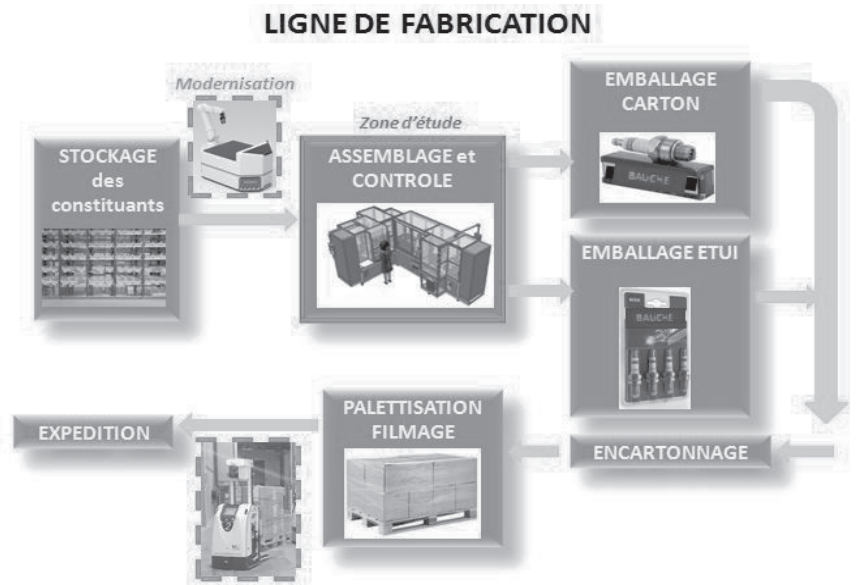 LIGNE DE FABRICATION
Modernisation
Zone d'étude
STOCKAGE
des
constituants
ASSEMBLAGE et
CONTROLE
EMBALLAGE
CARTON
BAUCHE
EMBALLAGE ETUI
BAUCHE
PALETTISATION
FILMAGE
EXPEDITION
ENCARTONNAGE